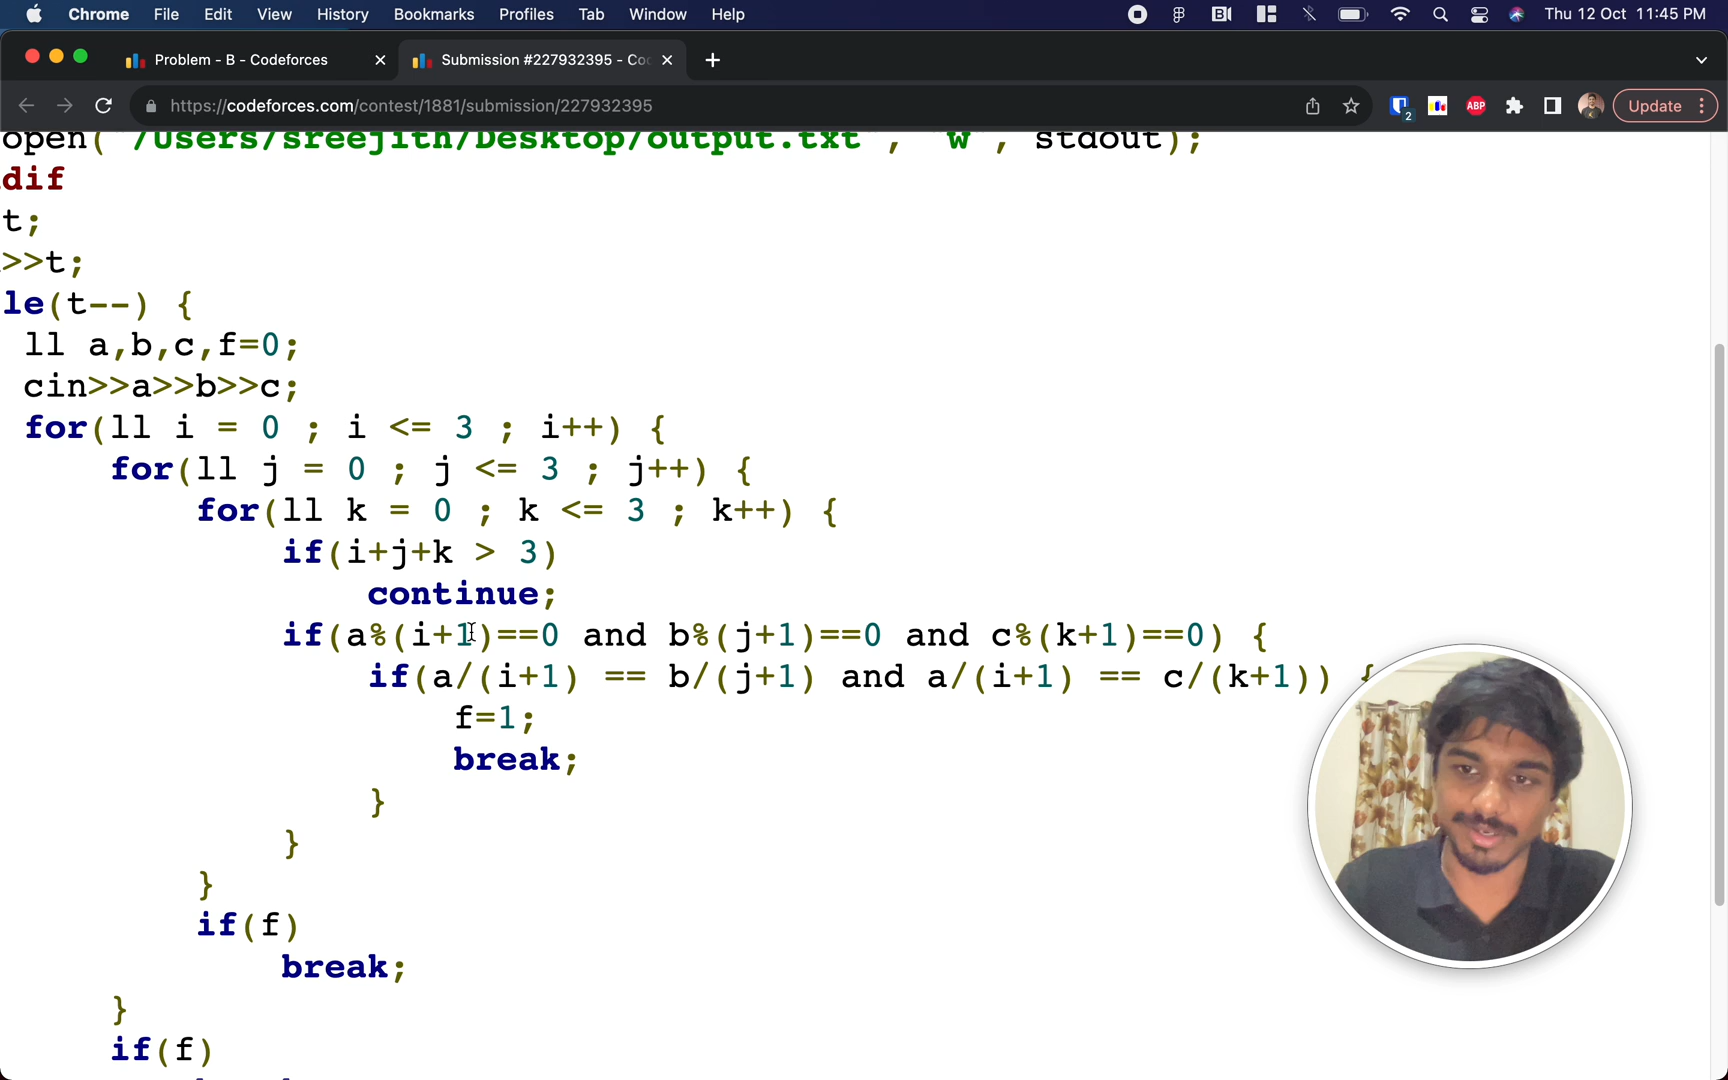 Chrome File Edit View History Bookmarks Profiles Tab Window Help Thu 12 Oct 11:45 PM
Problem - B - Codeforces Submission #227932395 - Co
https://codeforces.com/contest/1881/submission/227932395 2 ABP Update
open("/Users/sreejith/Desktop/output.txt", "w", stdout);
dif
t;
>>t;
le(t--) {
ll a,b,c,f=0;
cin>>a>>b>>c;
for(ll i = 0 ; i <= 3 ; i++) {
for(ll j = 0 ; j <= 3 ; j++) {
for(ll k = 0 ; k <= 3 ; k++) {
if(i+j+k > 3)
continue;
if(a%(i+1)==0 and b%(j+1)==0 and c%(k+1)==0) {
if(a/(i+1) == b/(j+1) and a/(i+1) == c/(k+1)) {
f=1;
break;
}
}
}
if(f)
break;
}
if(f)